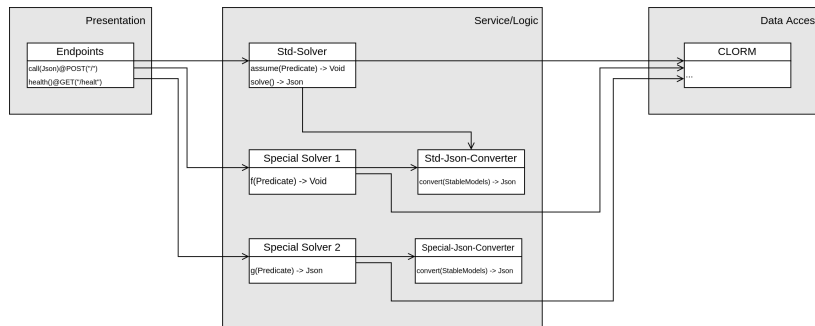 Presentation
Service/Logic
Data Acces
Endpoints
call(Json)@POST("/")
health()@GET("/healt")
Std-Solver
assume(Predicate) -> Void
solve() -> Json
CLORM
...
Special Solver 1
f(Predicate) -> Void
Std-Json-Converter
convert(StableModels) -> Json
Special Solver 2
g(Predicate) -> Json
Special-Json-Converter
convert(StableModels) -> Json